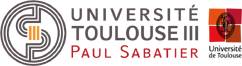 UNIVERSITÉ
TOULOUSE III
PAUL SABATIER
Université
de Toulouse